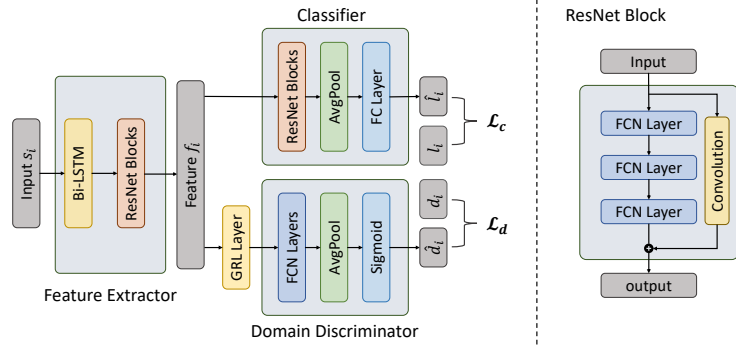 Classifier
ResNet Block
Input s_i
Bi-LSTM
ResNet Blocks
Feature Extractor
Feature f_i
ResNet Blocks
AvgPool
FC Layer
l̂_i
l_i
ℒ_c
GRL Layer
FCN Layers
AvgPool
Sigmoid
d_i
d̂_i
ℒ_d
Domain Discriminator
Input
FCN Layer
FCN Layer
FCN Layer
Convolution
+
output